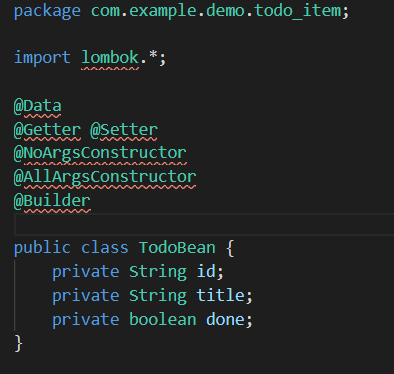 package com.example.demo.todo_item;
import lombok.*;
@Data
@Getter @Setter
@NoArgsConstructor
@AllArgsConstructor
@Builder
public class TodoBean {
    private String id;
    private String title;
    private boolean done;
}